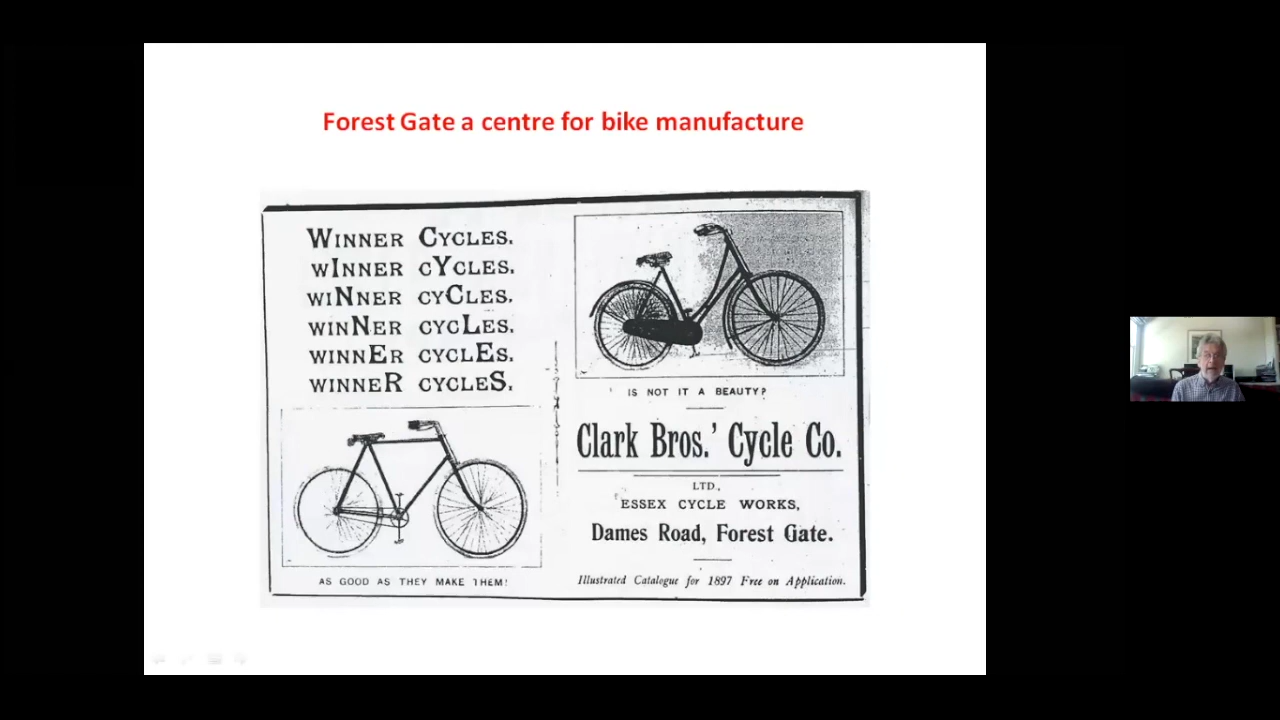 Forest Gate a centre for bike manufacture
WINNER CYCLES.
wINNER cYCLES.
wiNNER cyCLES.
winNER cycLES.
winnER cyclES.
winneR cycleS.
AS GOOD AS THEY MAKE THEM!
IS NOT IT A BEAUTY?
Clark Bros.' Cycle Co.
LTD.,
ESSEX CYCLE WORKS,
Dames Road, Forest Gate.
Illustrated Catalogue for 1897 Free on Application.